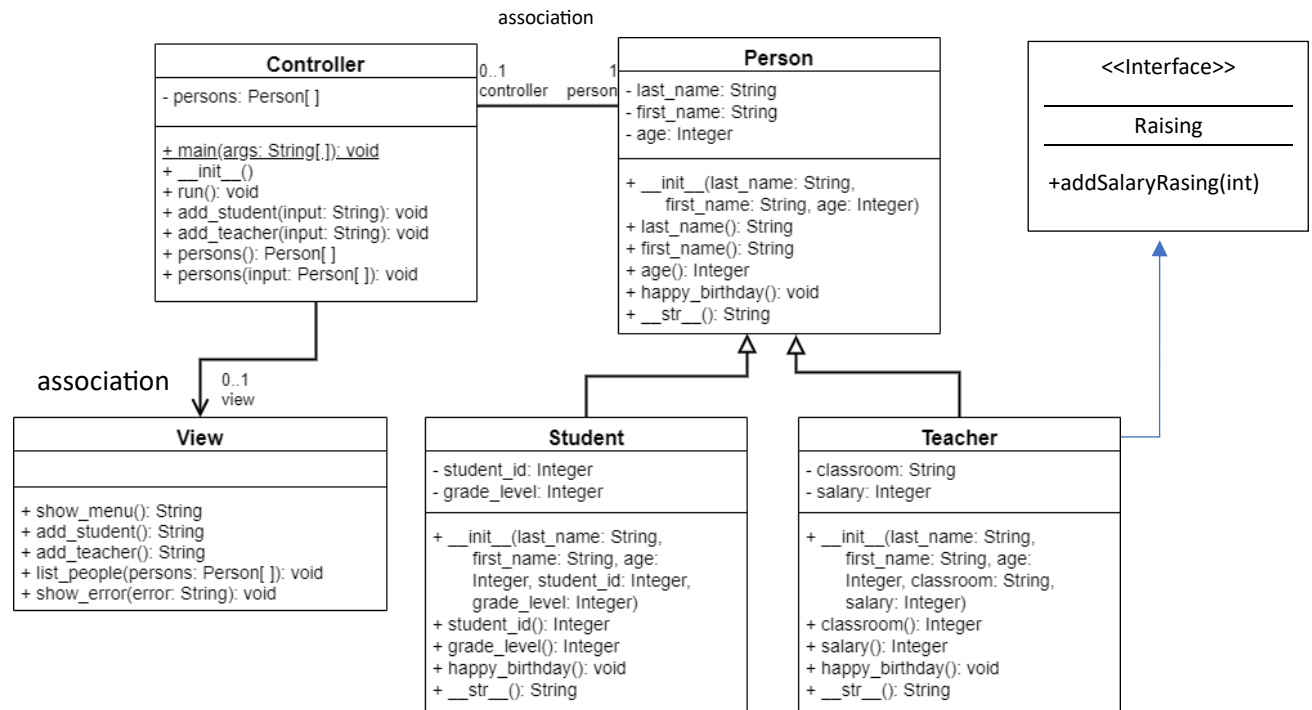 association
Controller
- persons: Person[ ]
+ main(args: String[ ]): void
+ __init__()
+ run(): void
+ add_student(input: String): void
+ add_teacher(input: String): void
+ persons(): Person[ ]
+ persons(input: Person[ ]): void
0..1
controller
1
person
Person
- last_name: String
- first_name: String
- age: Integer
+ __init__(last_name: String,
first_name: String, age: Integer)
+ last_name(): String
+ first_name(): String
+ age(): Integer
+ happy_birthday(): void
+ __str__(): String
<<Interface>>
Raising
+addSalaryRasing(int)
association
0..1
view
View
+ show_menu(): String
+ add_student(): String
+ add_teacher(): String
+ list_people(persons: Person[ ]): void
+ show_error(error: String): void
Student
- student_id: Integer
- grade_level: Integer
+ __init__(last_name: String,
first_name: String, age:
Integer, student_id: Integer,
grade_level: Integer)
+ student_id(): Integer
+ grade_level(): Integer
+ happy_birthday(): void
+ __str__(): String
Teacher
- classroom: String
- salary: Integer
+ __init__(last_name: String,
first_name: String, age:
Integer, classroom: String,
salary: Integer)
+ classroom(): Integer
+ salary(): Integer
+ happy_birthday(): void
+ __str__(): String